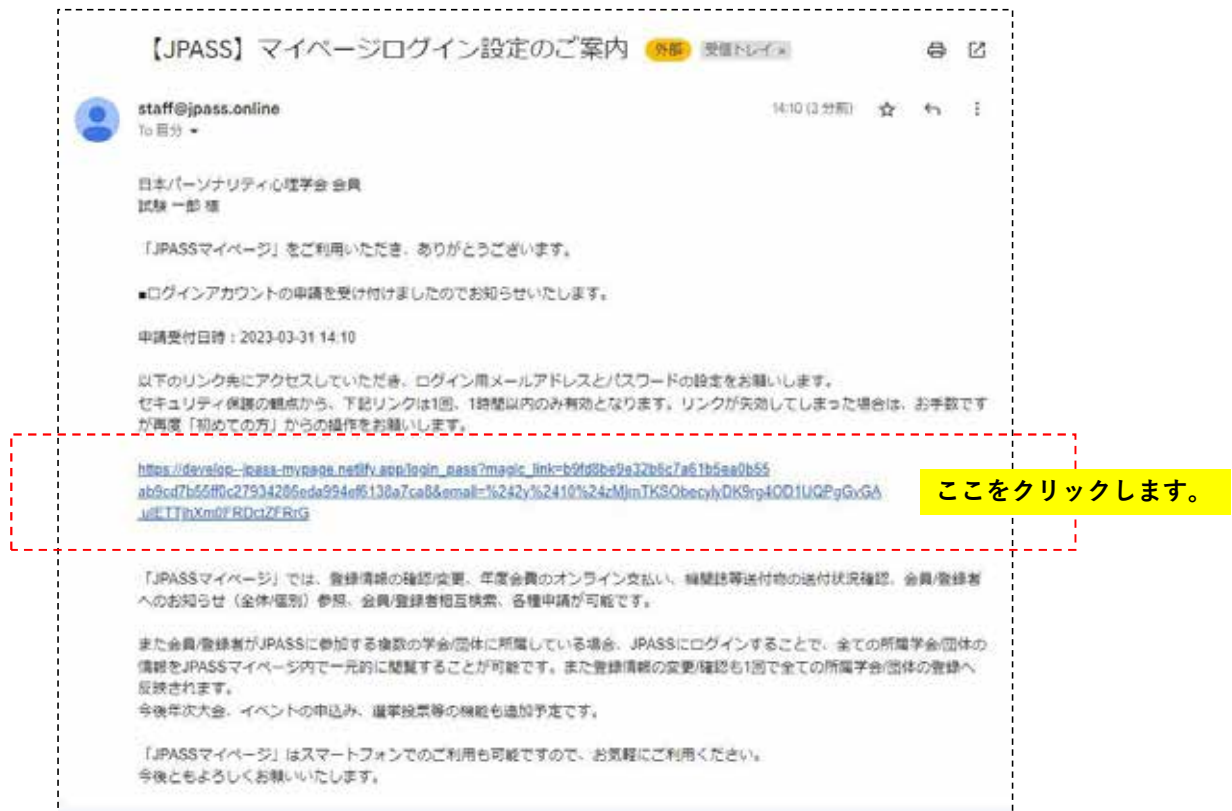 【JPASS】マイページログイン設定のご案内 外部 受信トレイ ×
staff@jpass.online 14:10 (3 分前)
To 自分
日本パーソナリティ心理学会 会員
試験 一郎 様
「JPASSマイページ」をご利用いただき、ありがとうございます。
■ログインアカウントの申請を受け付けましたのでお知らせいたします。
申請受付日時：2023-03-31 14:10
以下のリンク先にアクセスしていただき、ログイン用メールアドレスとパスワードの設定をお願いします。
セキュリティ保護の観点から、下記リンクは1回、1時間以内のみ有効となります。リンクが失効してしまった場合は、お手数です
が再度「初めての方」からの操作をお願いします。
https://develop--jpass-mypage.netlify.app/login_pass?magic_link=
ここをクリックします。
「JPASSマイページ」では、登録情報の確認/変更、年度会費のオンライン支払い、機関誌等送付物の送付状況確認、会員/登録者
へのお知らせ（全体/個別）参照、会員/登録者相互検索、各種申請が可能です。
また会員/登録者がJPASSに参加する複数の学会/団体に所属している場合、JPASSにログインすることで、全ての所属学会/団体の
情報をJPASSマイページ内で一元的に閲覧することが可能です。また登録情報の変更/確認も1回で全ての所属学会/団体の登録へ
反映されます。
今後年次大会、イベントの申込み、選挙投票等の機能も追加予定です。
「JPASSマイページ」はスマートフォンでのご利用も可能ですので、お気軽にご利用ください。
今後ともよろしくお願いいたします。